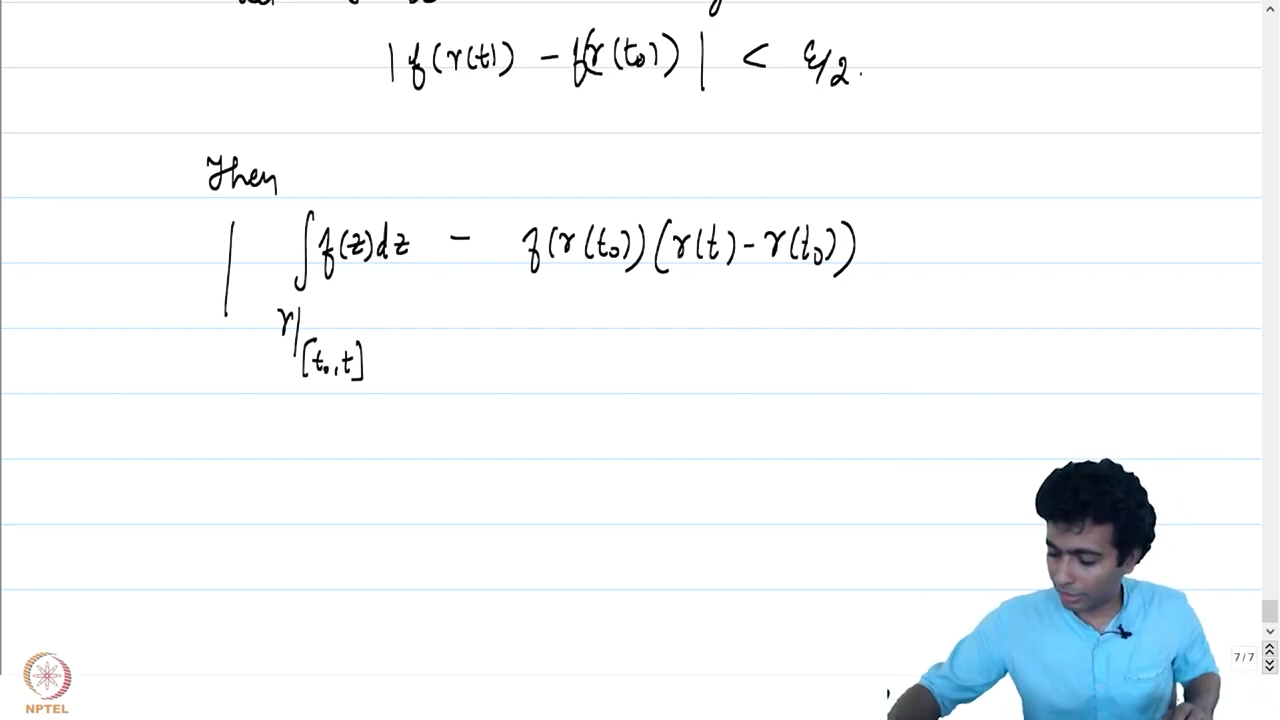 |f(γ(t)) - f(γ(t₀))| < ε/2.
Then
| ∫ f(z)dz - f(γ(t₀))(γ(t) - γ(t₀))
γ|[t₀,t]
7/7
NPTEL